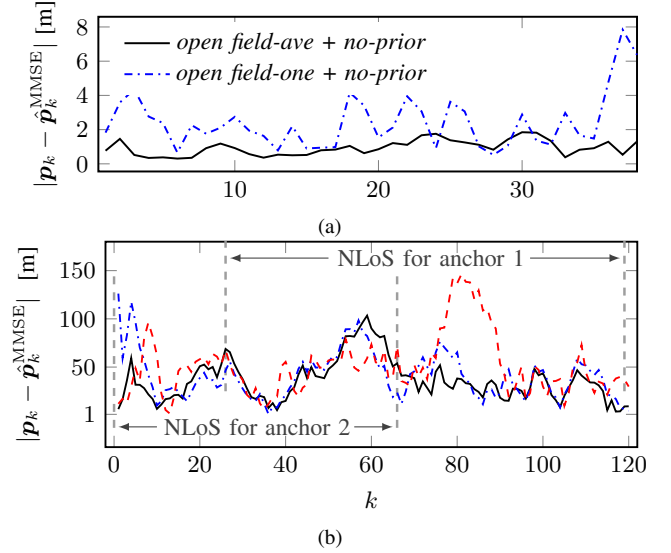 |p_k − p̂_k^MMSE| [m]
8
6
4
2
0
open field-ave + no-prior
open field-one + no-prior
10
20
30
(a)
|p_k − p̂_k^MMSE| [m]
150
100
50
1
NLoS for anchor 1
NLoS for anchor 2
0
20
40
60
80
100
120
k
(b)